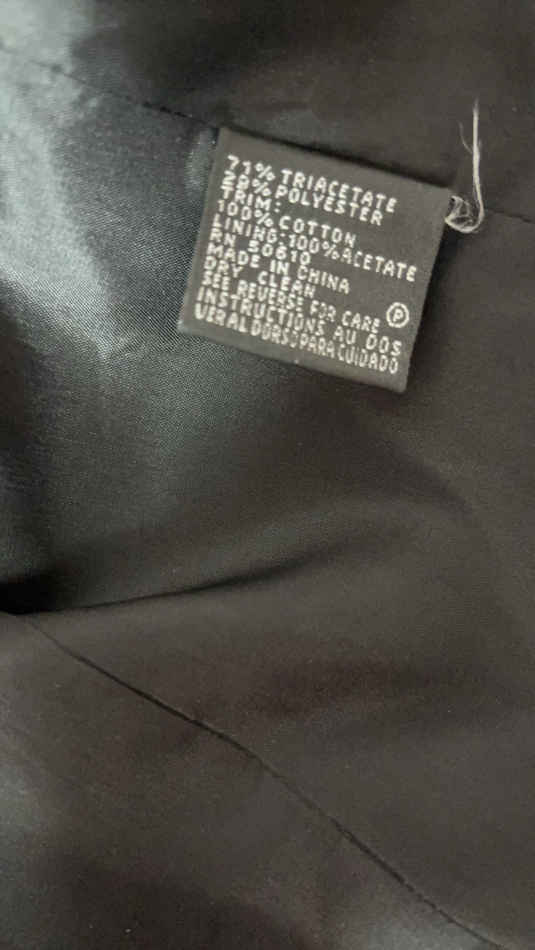 71% TRIACETATE
29% POLYESTER
TRIM:
100% COTTON
LINING: 100% ACETATE
RN 50610
MADE IN CHINA
DRY CLEAN
SEE REVERSE FOR CARE Ⓟ
INSTRUCTIONS AU DOS
VER AL DORSO PARA CUIDADO